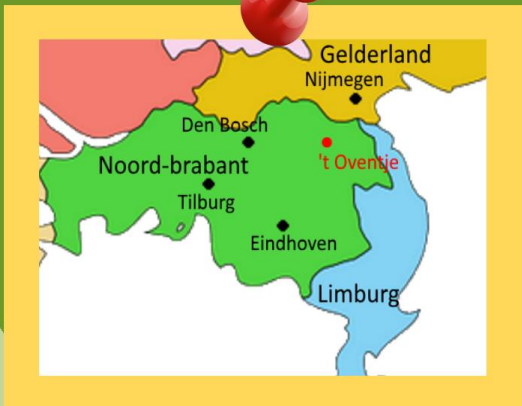 Gelderland
Nijmegen
Den Bosch
't Oventje
Noord-brabant
Tilburg
Eindhoven
Limburg